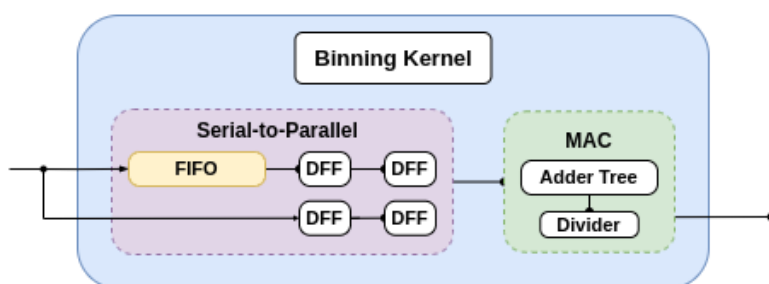 Binning Kernel
Serial-to-Parallel
MAC
FIFO
DFF
DFF
Adder Tree
DFF
DFF
Divider